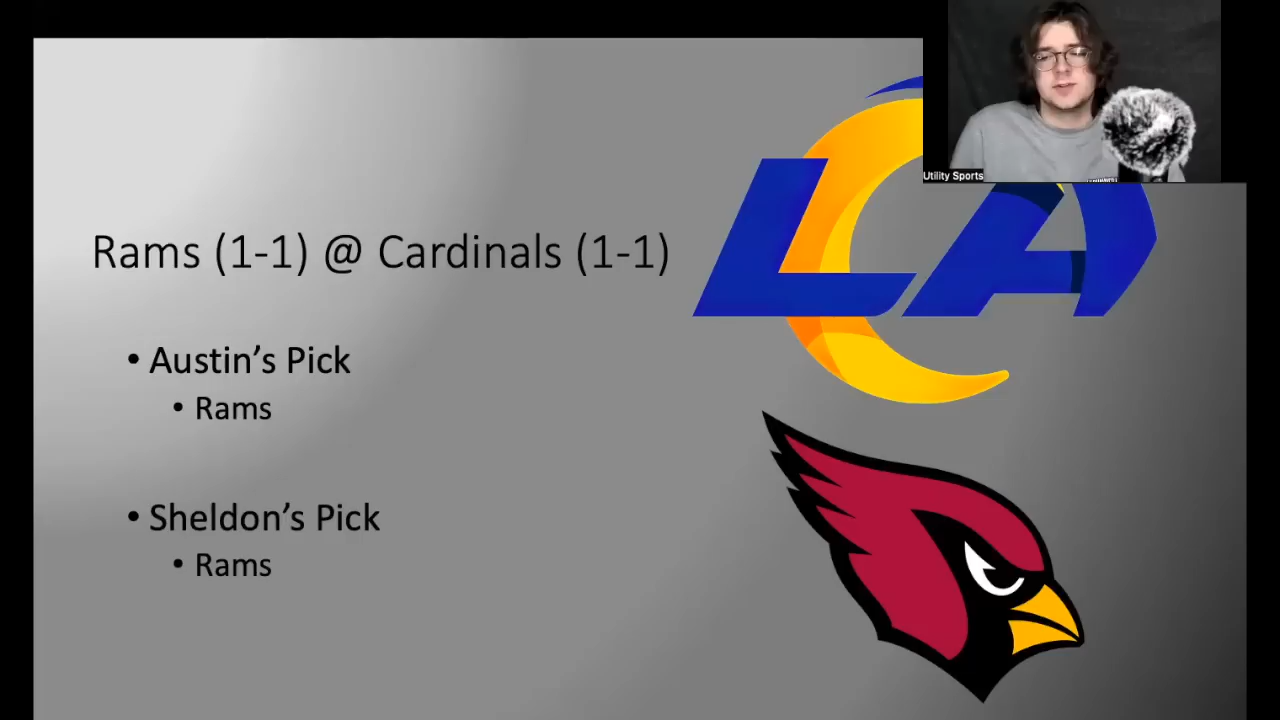 Utility Sports
LA
Rams (1-1) @ Cardinals (1-1)
• Austin’s Pick
• Rams
• Sheldon’s Pick
• Rams